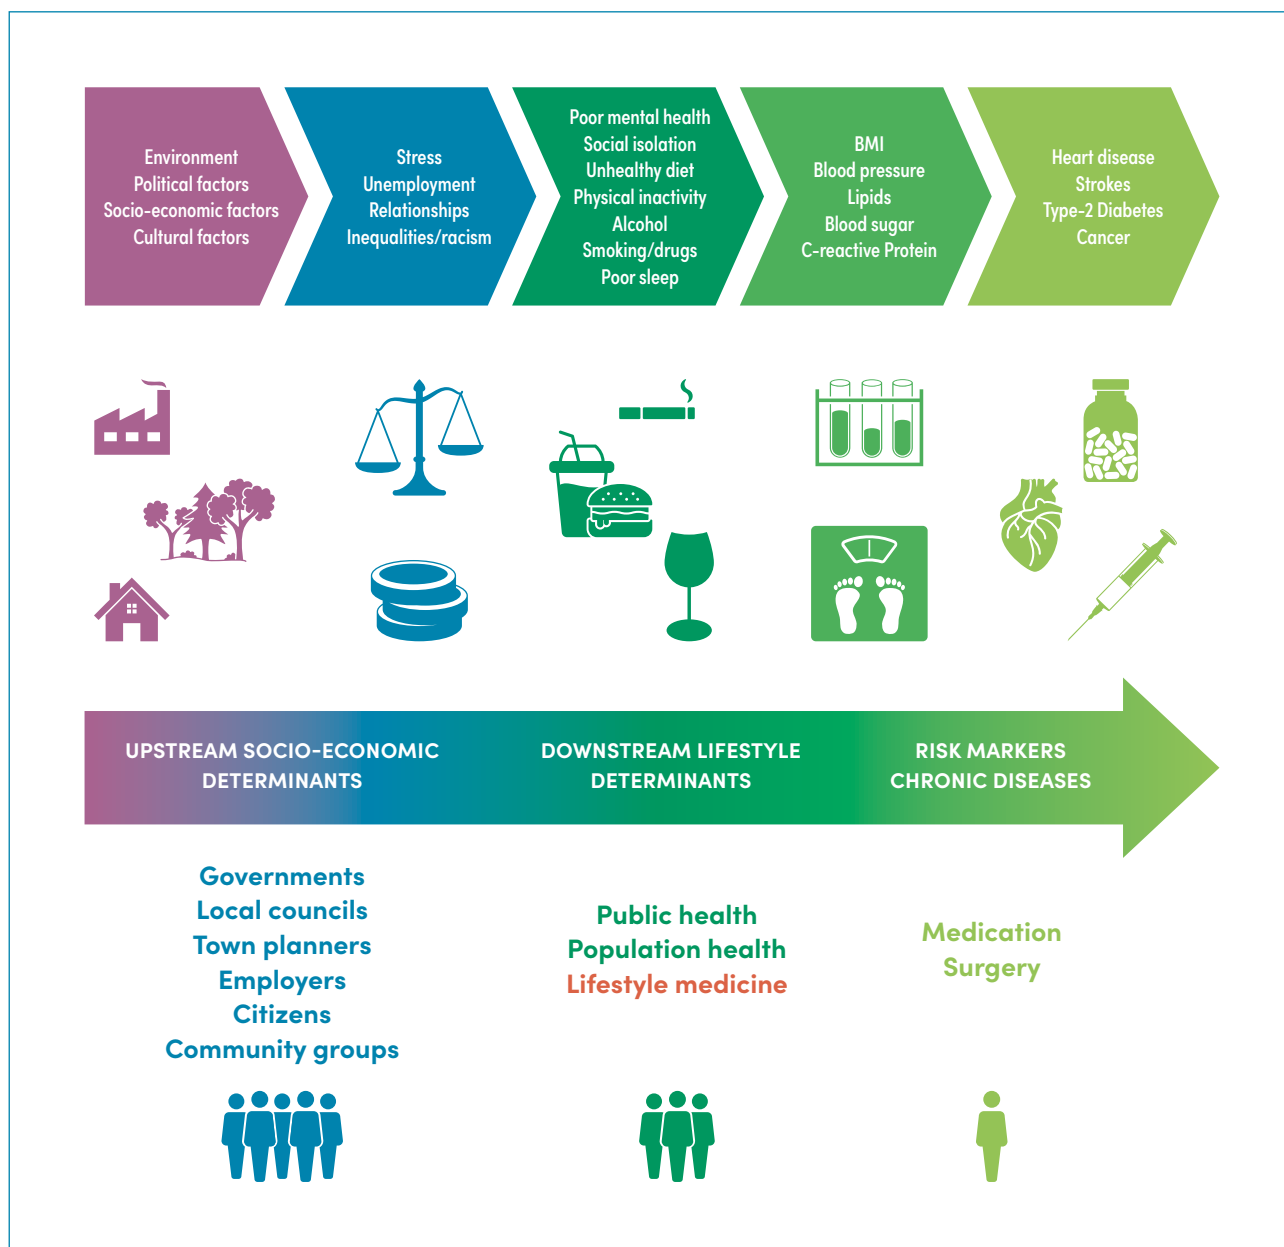 Environment
Political factors
Socio-economic factors
Cultural factors
Stress
Unemployment
Relationships
Inequalities/racism
Poor mental health
Social isolation
Unhealthy diet
Physical inactivity
Alcohol
Smoking/drugs
Poor sleep
BMI
Blood pressure
Lipids
Blood sugar
C-reactive Protein
Heart disease
Strokes
Type-2 Diabetes
Cancer
UPSTREAM SOCIO-ECONOMIC
DETERMINANTS
DOWNSTREAM LIFESTYLE
DETERMINANTS
RISK MARKERS
CHRONIC DISEASES
Governments
Local councils
Town planners
Employers
Citizens
Community groups
Public health
Population health
Lifestyle medicine
Medication
Surgery